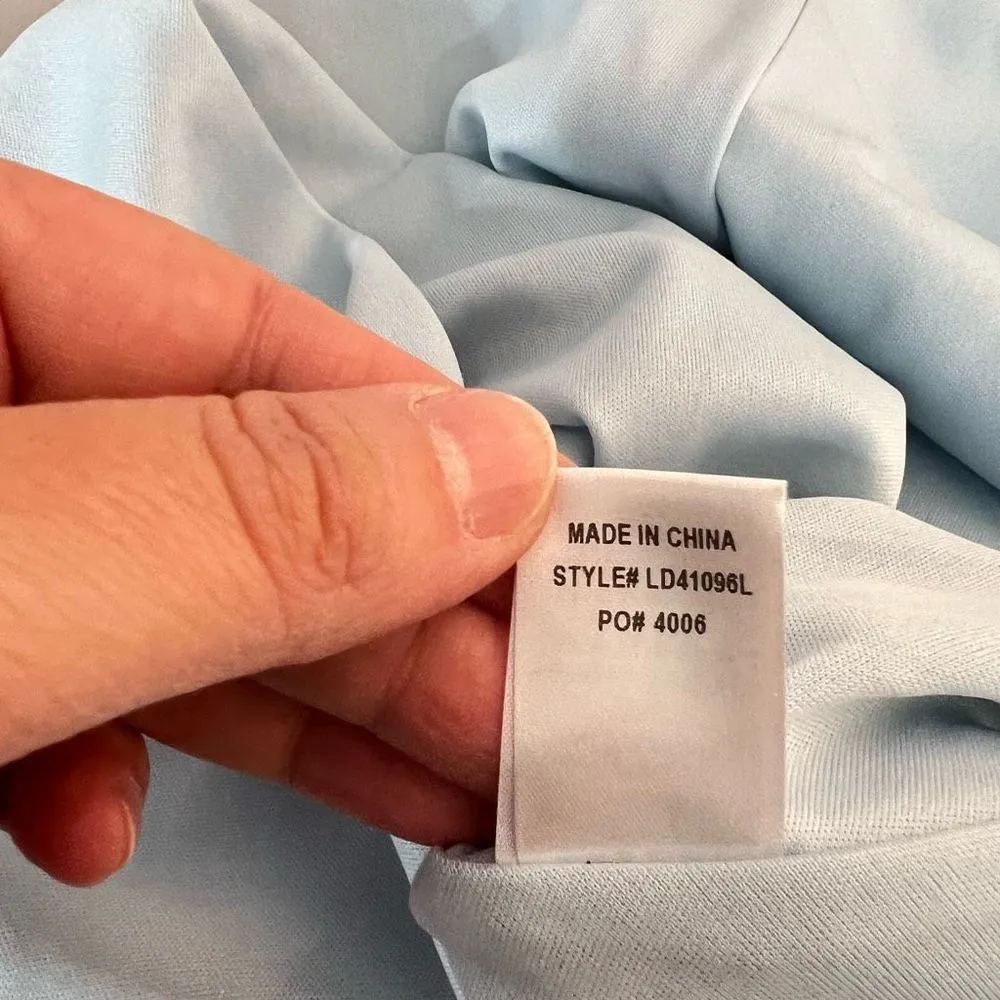 MADE IN CHINA
STYLE# LD41096L
PO# 4006